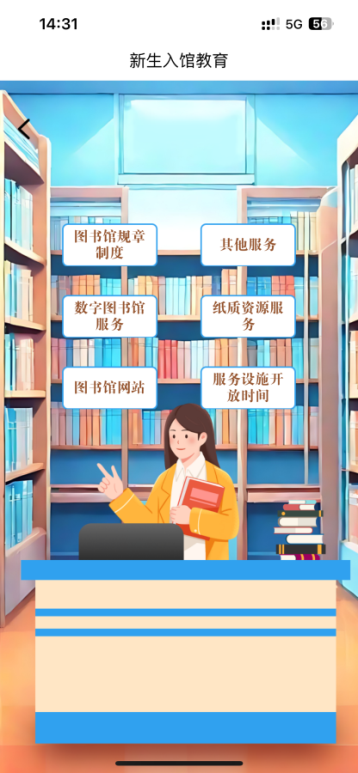 14:31
5G
56
新生入馆教育
图书馆规章
制度
其他服务
数字图书馆
服务
纸质资源服
务
图书馆网站
服务设施开
放时间